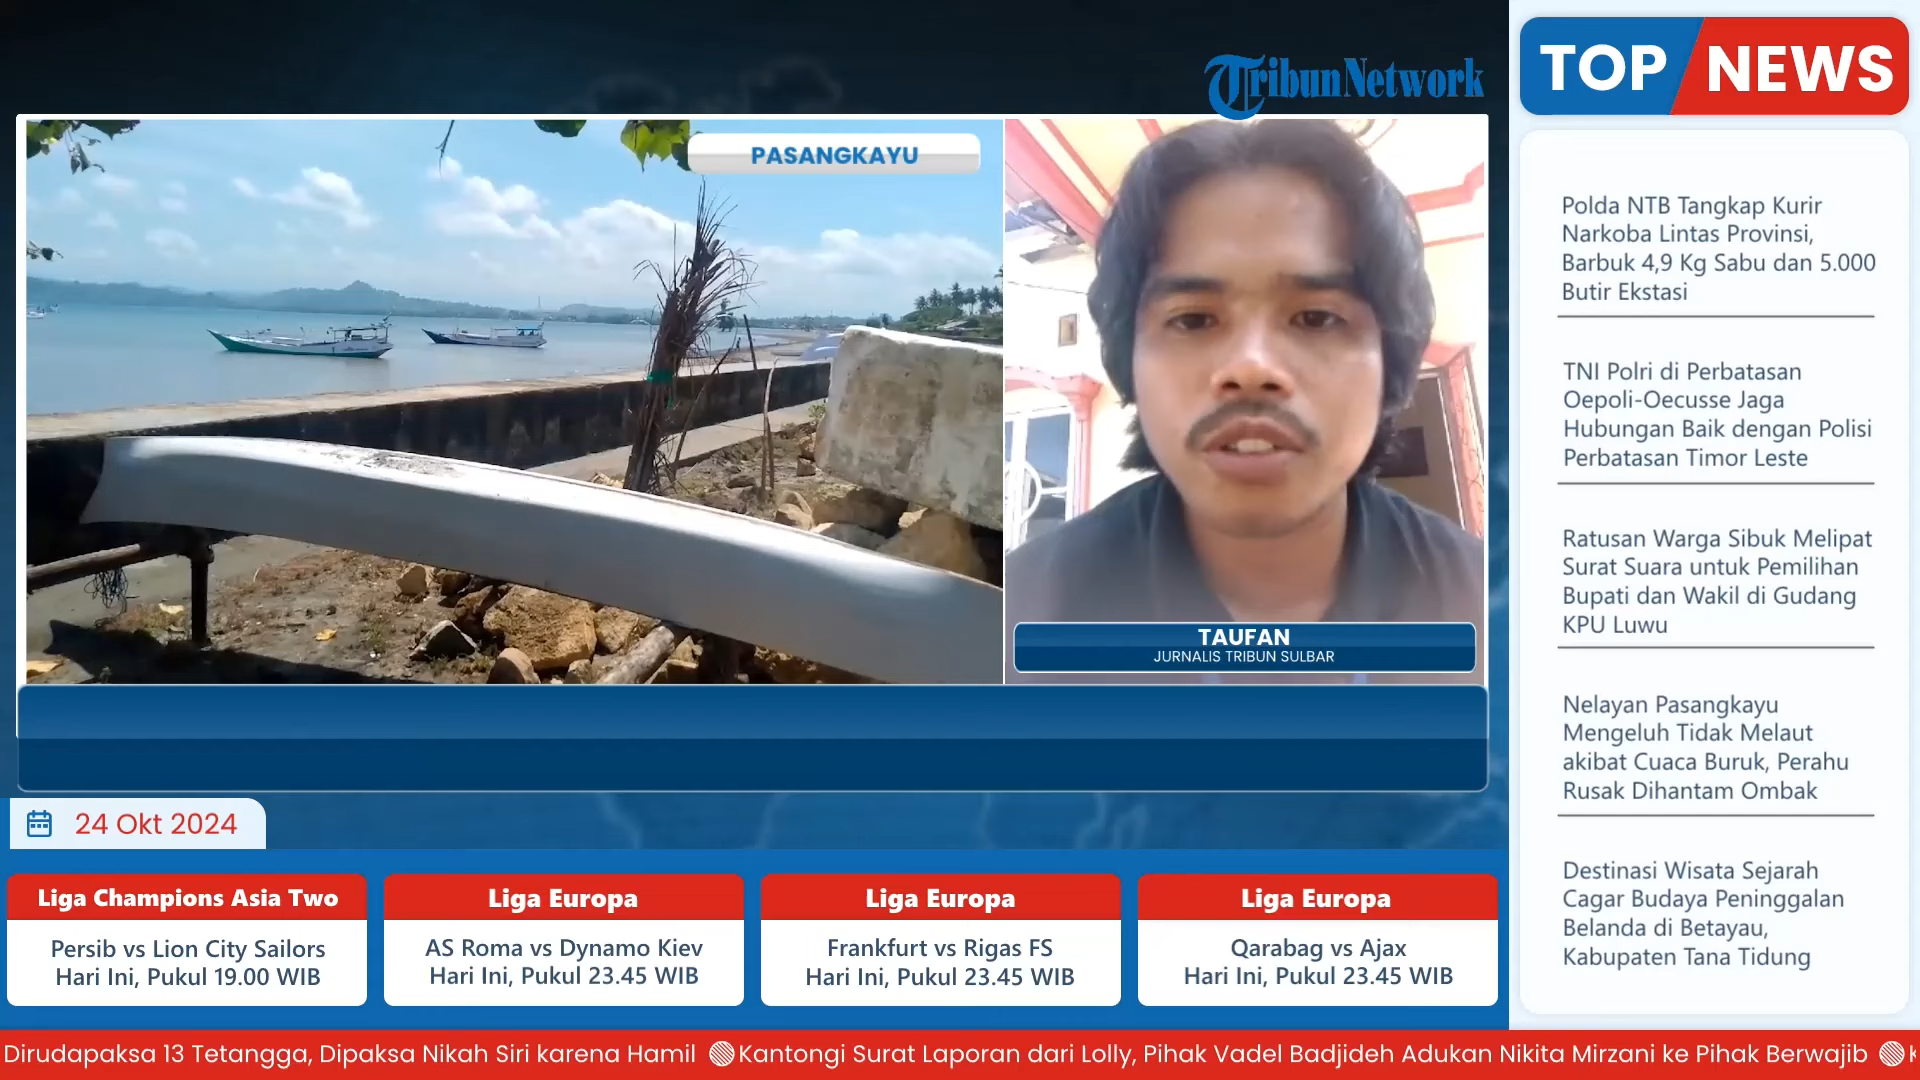 TribunNetwork
TOP NEWS
PASANGKAYU
TAUFAN
JURNALIS TRIBUN SULBAR
Polda NTB Tangkap Kurir
Narkoba Lintas Provinsi,
Barbuk 4,9 Kg Sabu dan 5.000
Butir Ekstasi
TNI Polri di Perbatasan
Oepoli-Oecusse Jaga
Hubungan Baik dengan Polisi
Perbatasan Timor Leste
Ratusan Warga Sibuk Melipat
Surat Suara untuk Pemilihan
Bupati dan Wakil di Gudang
KPU Luwu
Nelayan Pasangkayu
Mengeluh Tidak Melaut
akibat Cuaca Buruk, Perahu
Rusak Dihantam Ombak
Destinasi Wisata Sejarah
Cagar Budaya Peninggalan
Belanda di Betayau,
Kabupaten Tana Tidung
24 Okt 2024
Liga Champions Asia Two
Persib vs Lion City Sailors
Hari Ini, Pukul 19.00 WIB
Liga Europa
AS Roma vs Dynamo Kiev
Hari Ini, Pukul 23.45 WIB
Liga Europa
Frankfurt vs Rigas FS
Hari Ini, Pukul 23.45 WIB
Liga Europa
Qarabag vs Ajax
Hari Ini, Pukul 23.45 WIB
Dirudapaksa 13 Tetangga, Dipaksa Nikah Siri karena Hamil Kantongi Surat Laporan dari Lolly, Pihak Vadel Badjideh Adukan Nikita Mirzani ke Pihak Berwajib